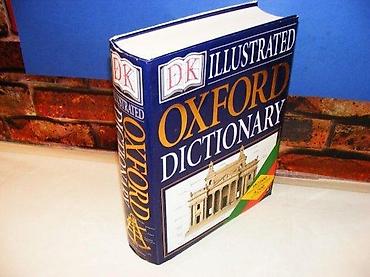 DK
ILLUSTRATED
OXFORD
DICTIONARY
DK
ILLUSTRATED
OXFORD
DICTIONARY